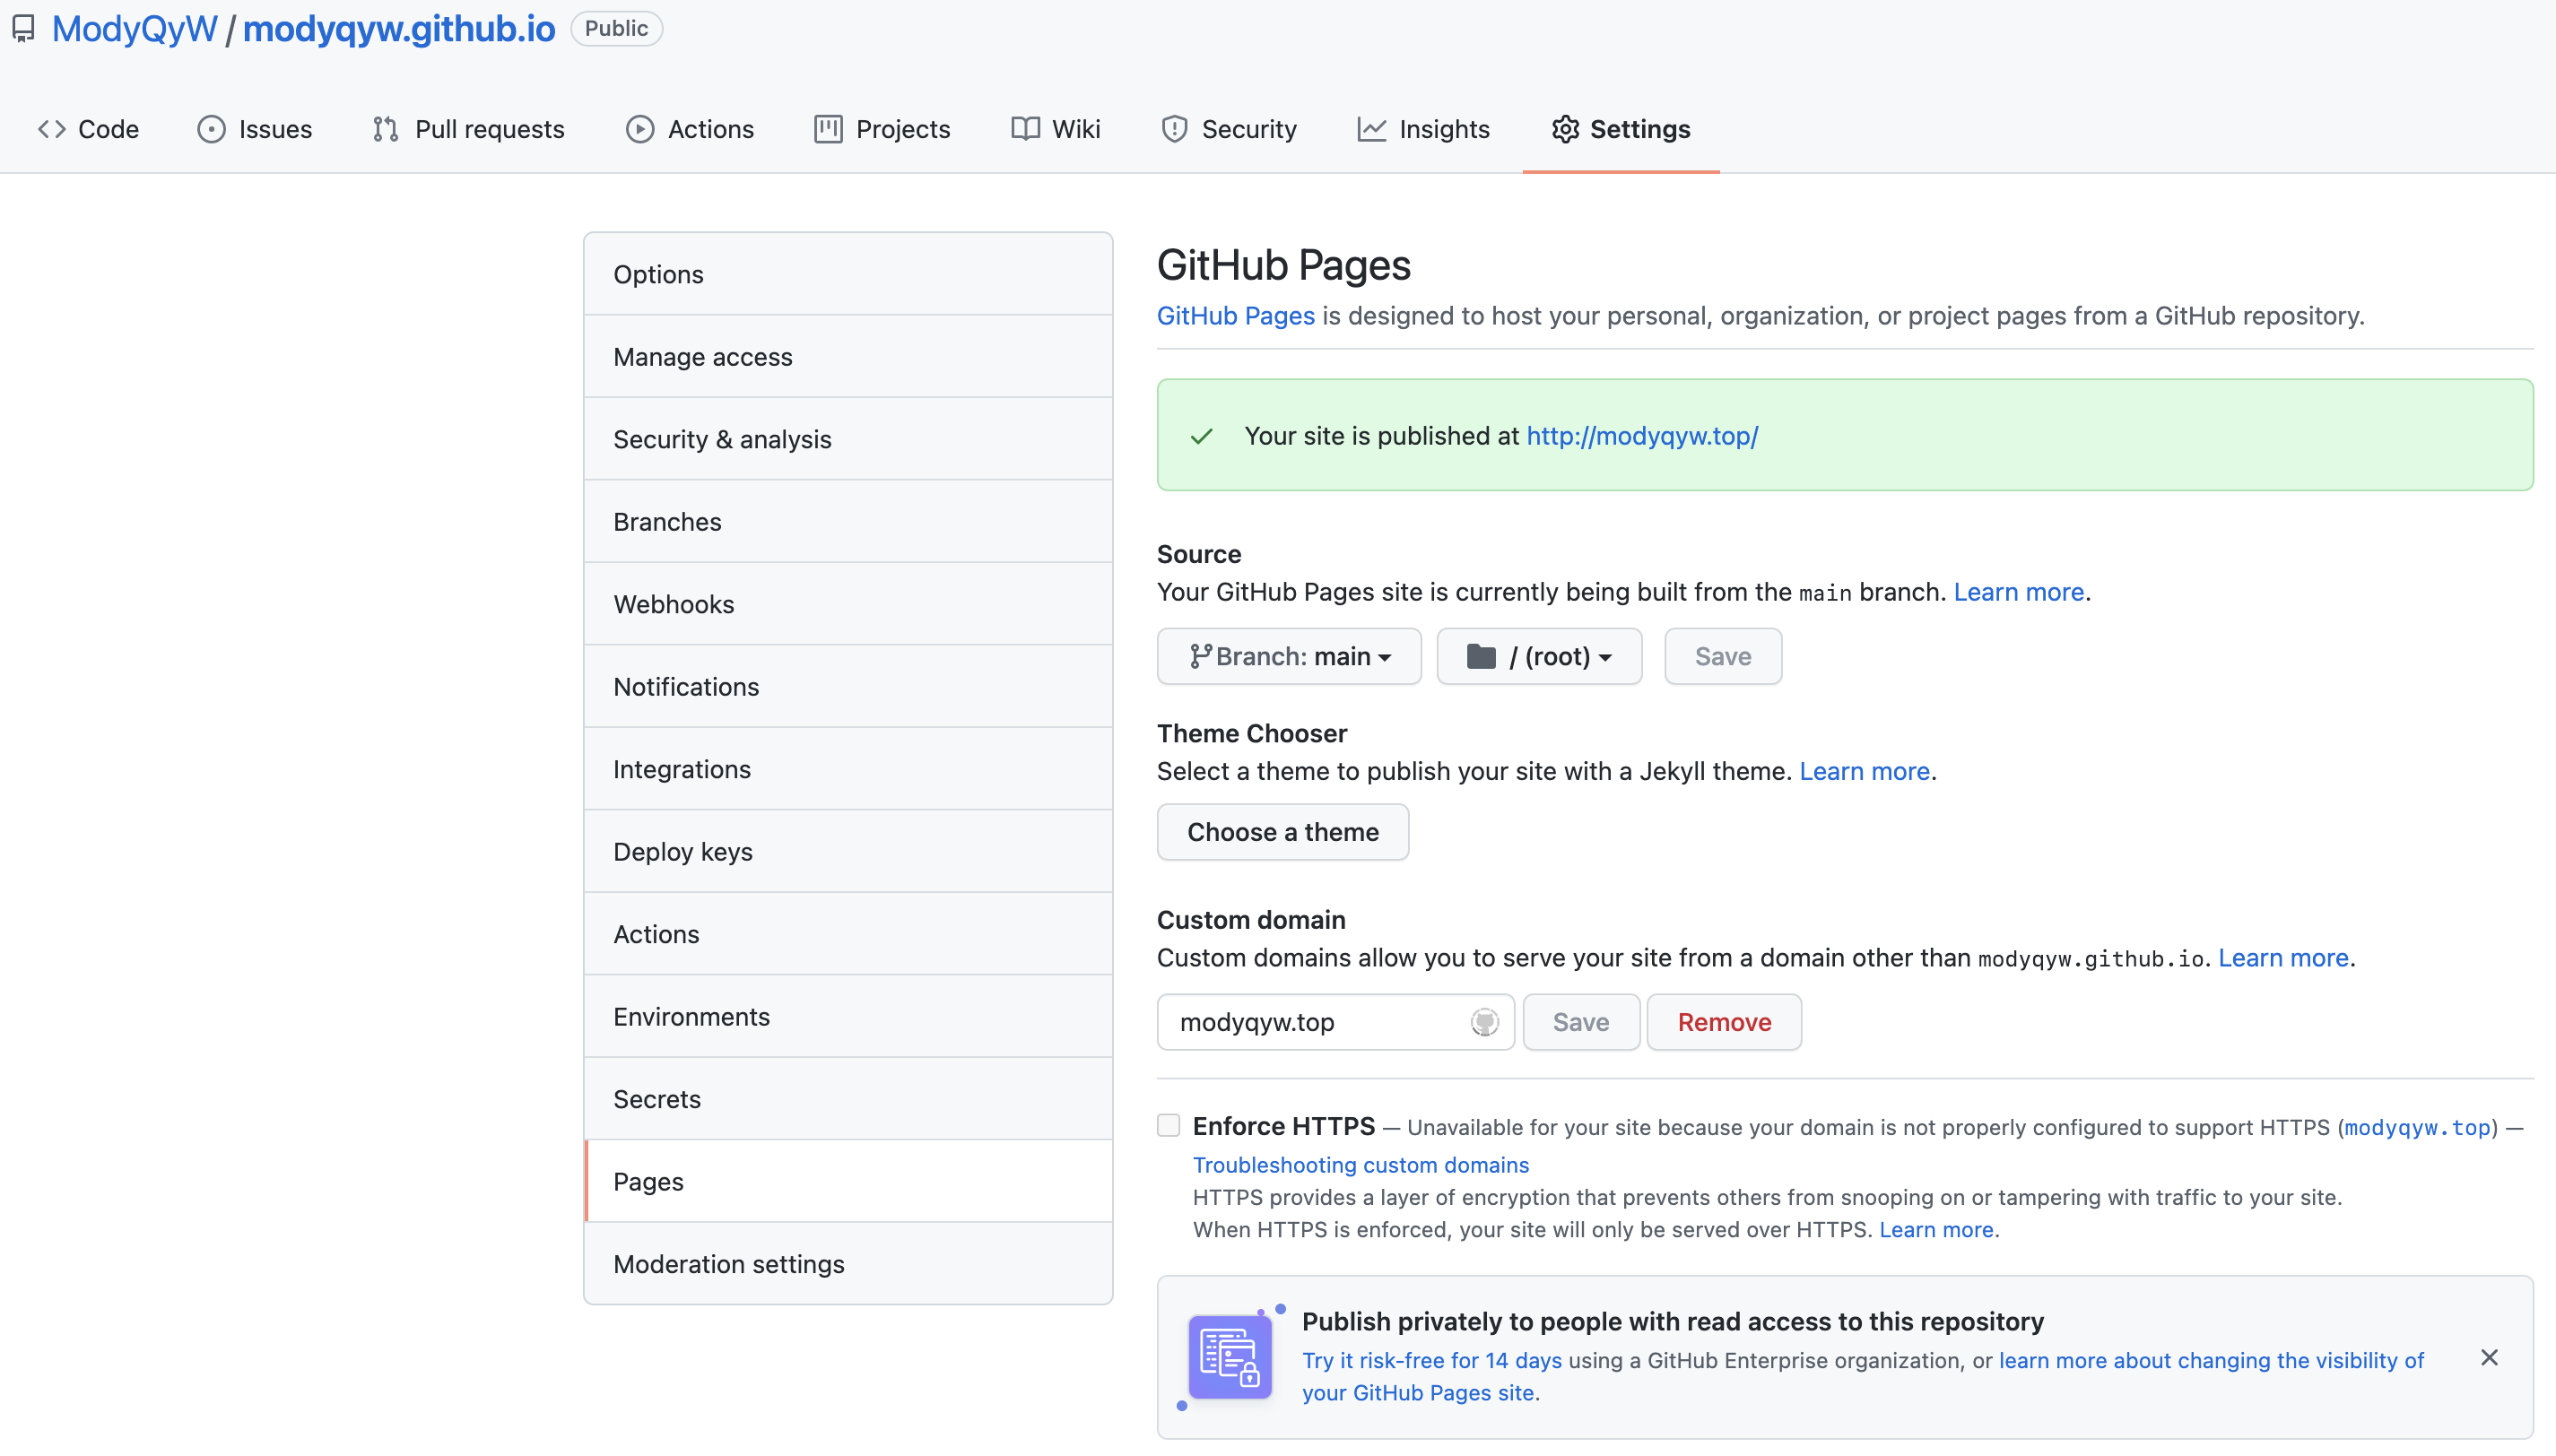 ModyQyW / modyqyw.github.io Public
Code Issues Pull requests Actions Projects Wiki Security Insights Settings
Options
Manage access
Security & analysis
Branches
Webhooks
Notifications
Integrations
Deploy keys
Actions
Environments
Secrets
Pages
Moderation settings
GitHub Pages
GitHub Pages is designed to host your personal, organization, or project pages from a GitHub repository.
Your site is published at http://modyqyw.top/
Source
Your GitHub Pages site is currently being built from the main branch. Learn more.
Branch: main / (root) Save
Theme Chooser
Select a theme to publish your site with a Jekyll theme. Learn more.
Choose a theme
Custom domain
Custom domains allow you to serve your site from a domain other than modyqyw.github.io. Learn more.
modyqyw.top Save Remove
Enforce HTTPS — Unavailable for your site because your domain is not properly configured to support HTTPS (modyqyw.top) —
Troubleshooting custom domains
HTTPS provides a layer of encryption that prevents others from snooping on or tampering with traffic to your site.
When HTTPS is enforced, your site will only be served over HTTPS. Learn more.
Publish privately to people with read access to this repository
Try it risk-free for 14 days using a GitHub Enterprise organization, or learn more about changing the visibility of
your GitHub Pages site.